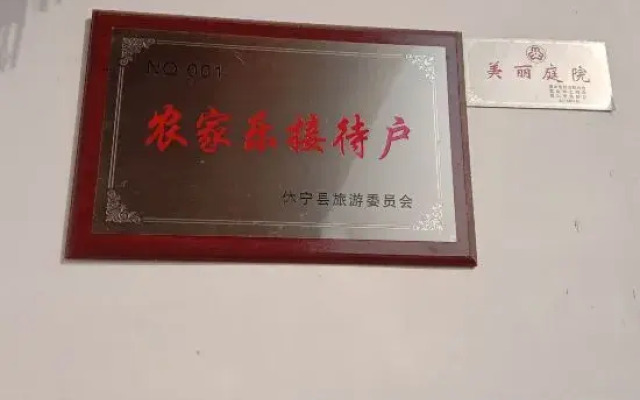 NO 001
农家乐接待户
休宁县旅游委员会
美丽庭院